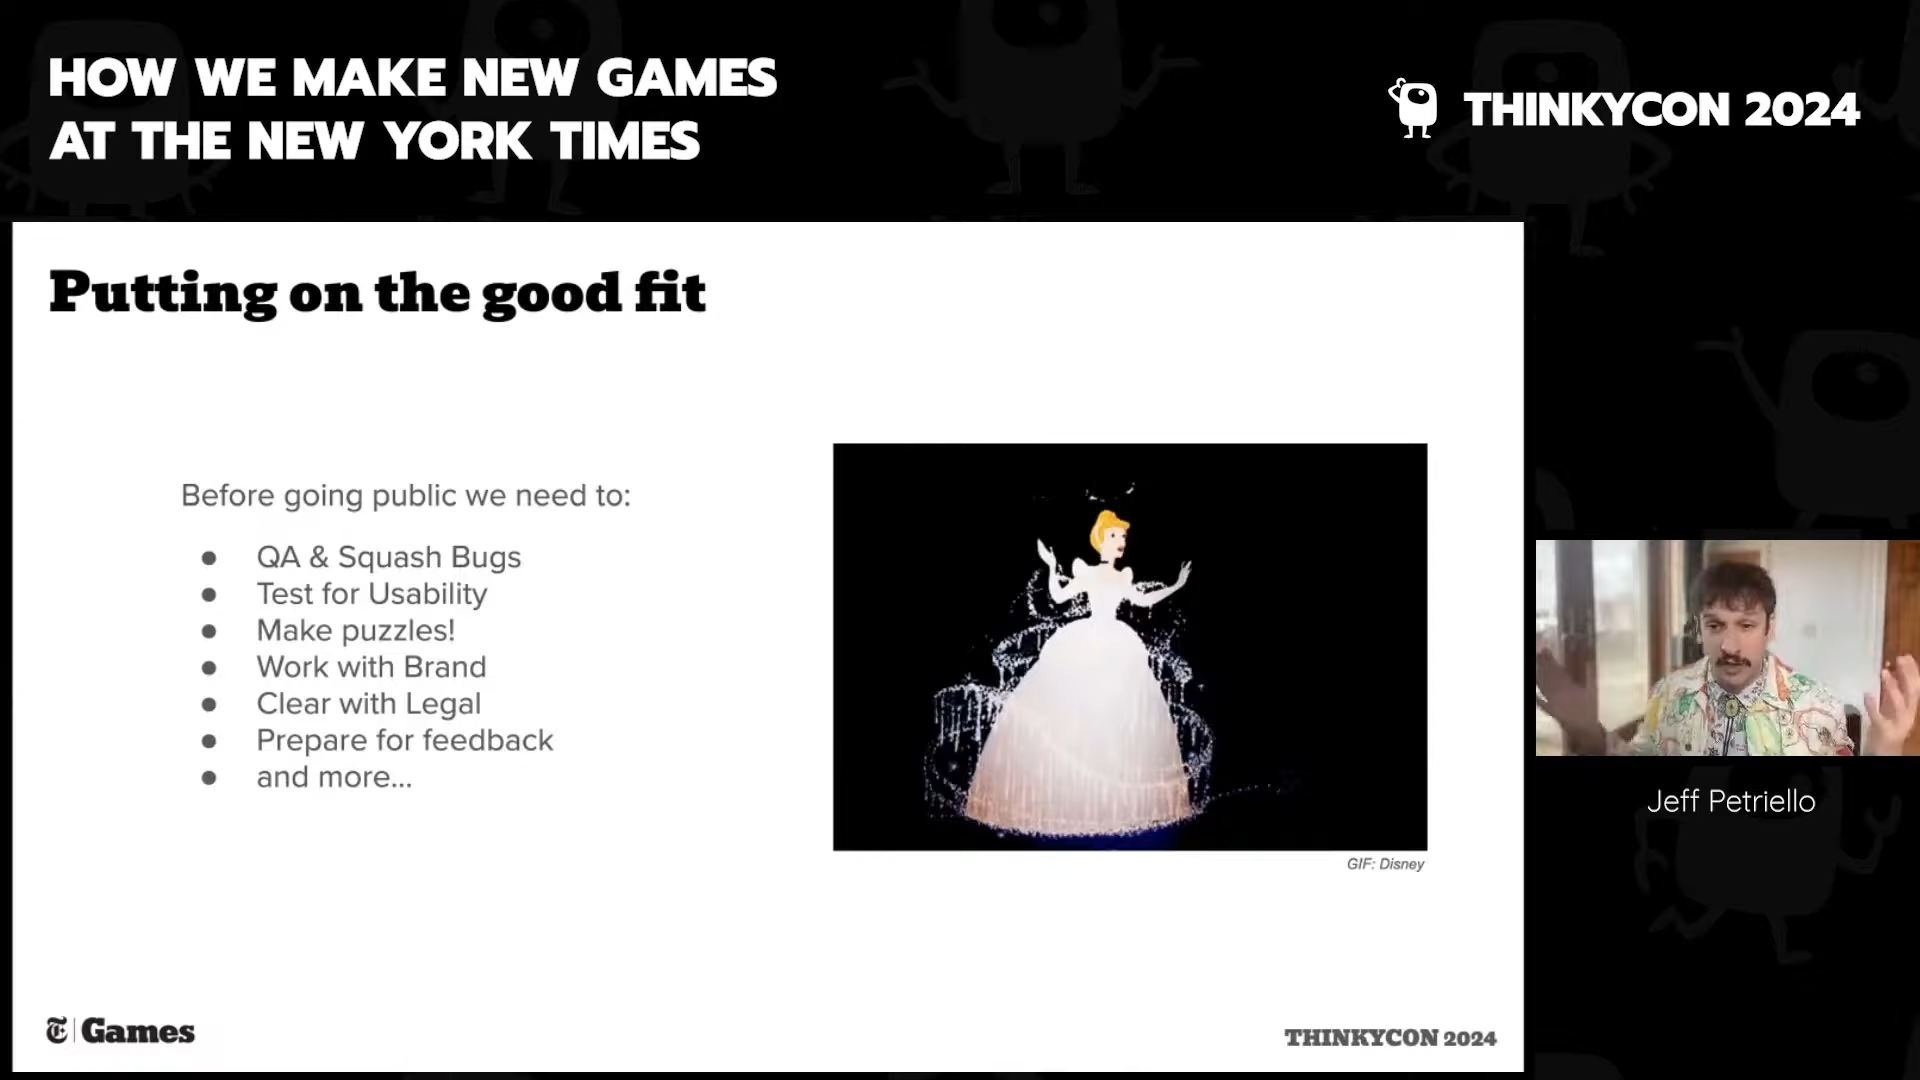 HOW WE MAKE NEW GAMES
AT THE NEW YORK TIMES
THINKYCON 2024
Putting on the good fit
Before going public we need to:
● QA & Squash Bugs
● Test for Usability
● Make puzzles!
● Work with Brand
● Clear with Legal
● Prepare for feedback
● and more...
GIF: Disney
Jeff Petriello
T | Games
THINKYCON 2024